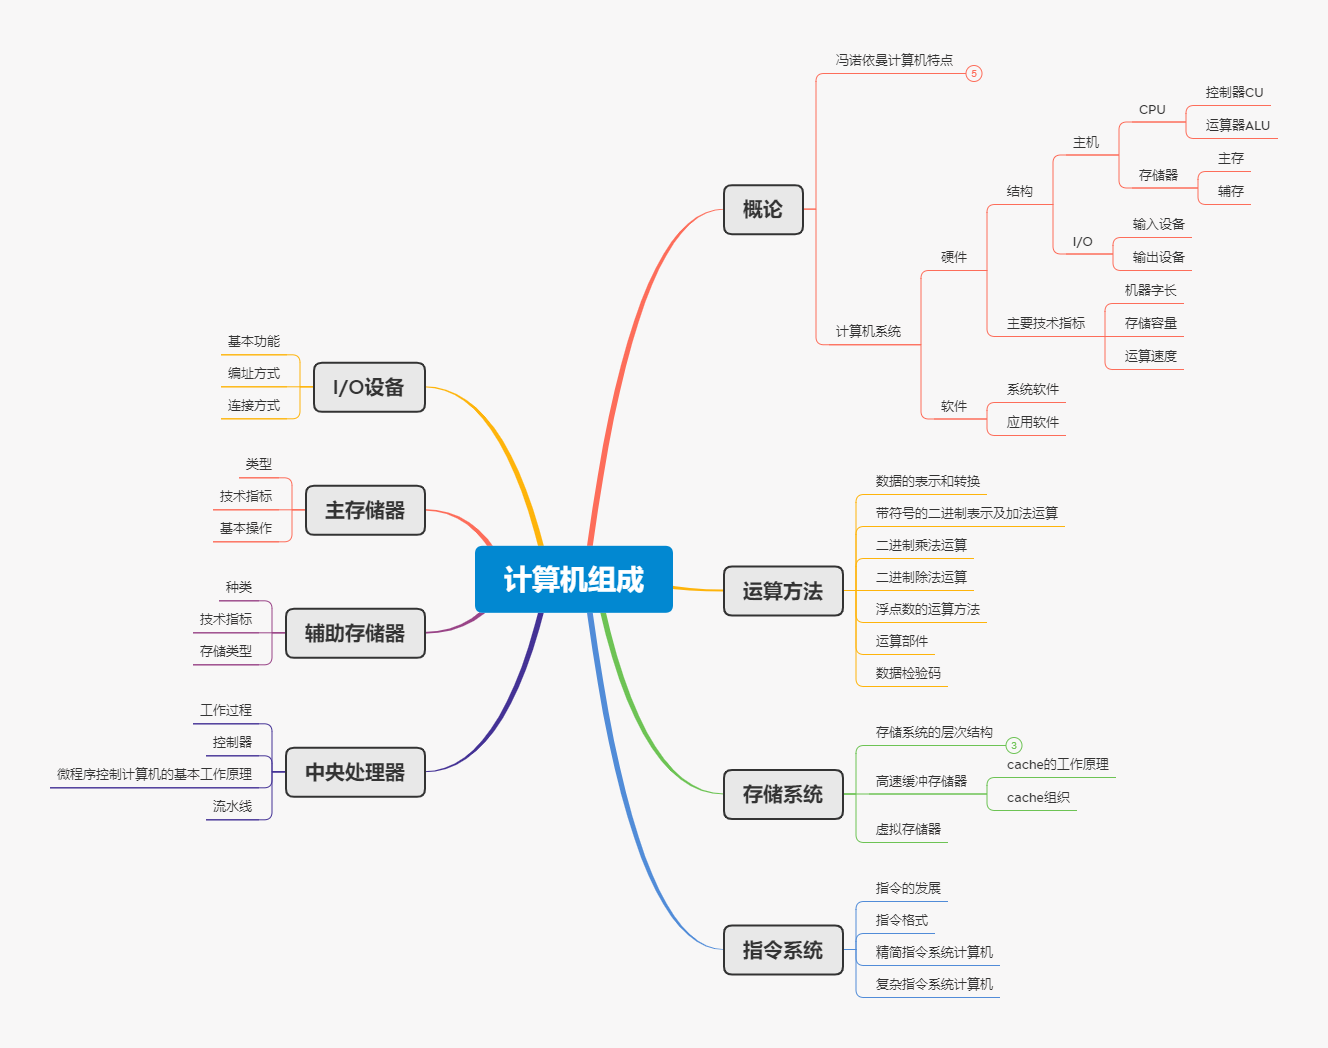 计算机组成
概论
冯诺依曼计算机特点
5
计算机系统
硬件
结构
主机
CPU
控制器CU
运算器ALU
存储器
主存
辅存
I/O
输入设备
输出设备
主要技术指标
机器字长
存储容量
运算速度
软件
系统软件
应用软件
运算方法
数据的表示和转换
带符号的二进制表示及加法运算
二进制乘法运算
二进制除法运算
浮点数的运算方法
运算部件
数据检验码
存储系统
存储系统的层次结构
3
高速缓冲存储器
cache的工作原理
cache组织
虚拟存储器
指令系统
指令的发展
指令格式
精简指令系统计算机
复杂指令系统计算机
I/O设备
基本功能
编址方式
连接方式
主存储器
类型
技术指标
基本操作
辅助存储器
种类
技术指标
存储类型
中央处理器
工作过程
控制器
微程序控制计算机的基本工作原理
流水线